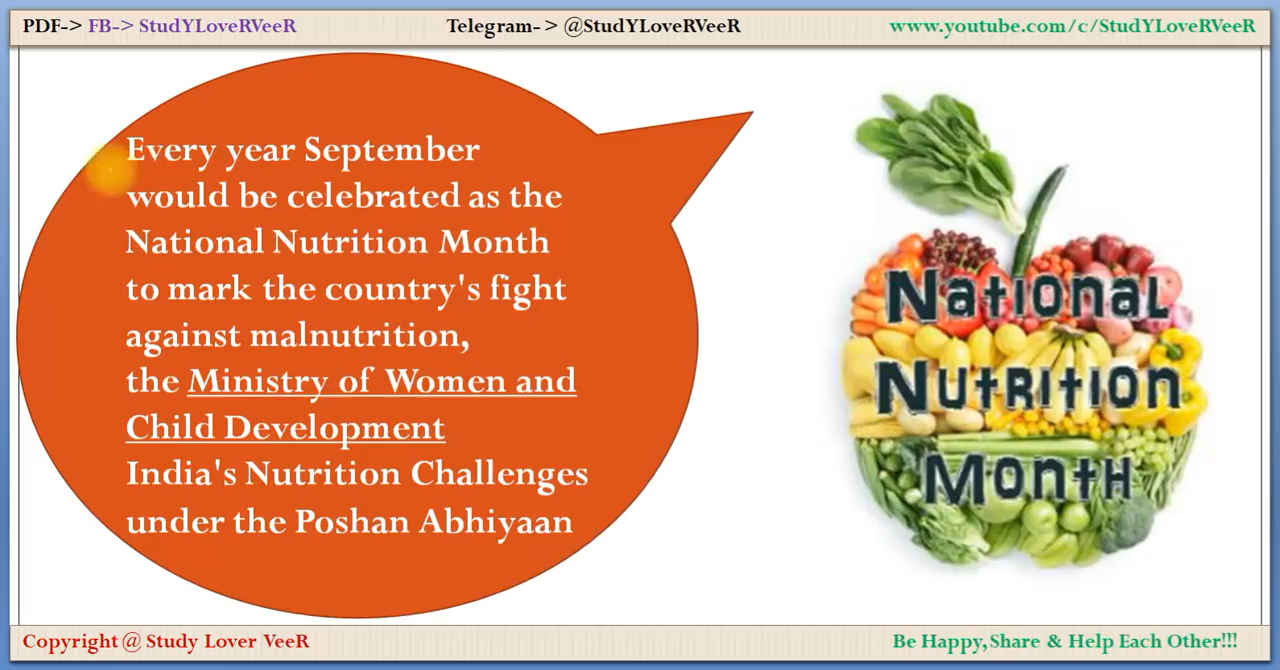 PDF-> FB-> StudYLoveRVeeR
Telegram- > @StudYLoveRVeeR
www.youtube.com/c/StudYLoveRVeeR
Every year September
would be celebrated as the
National Nutrition Month
to mark the country's fight
against malnutrition,
the Ministry of Women and
Child Development
India's Nutrition Challenges
under the Poshan Abhiyaan
National
Nutrition
Month
Copyright @ Study Lover VeeR
Be Happy,Share & Help Each Other!!!